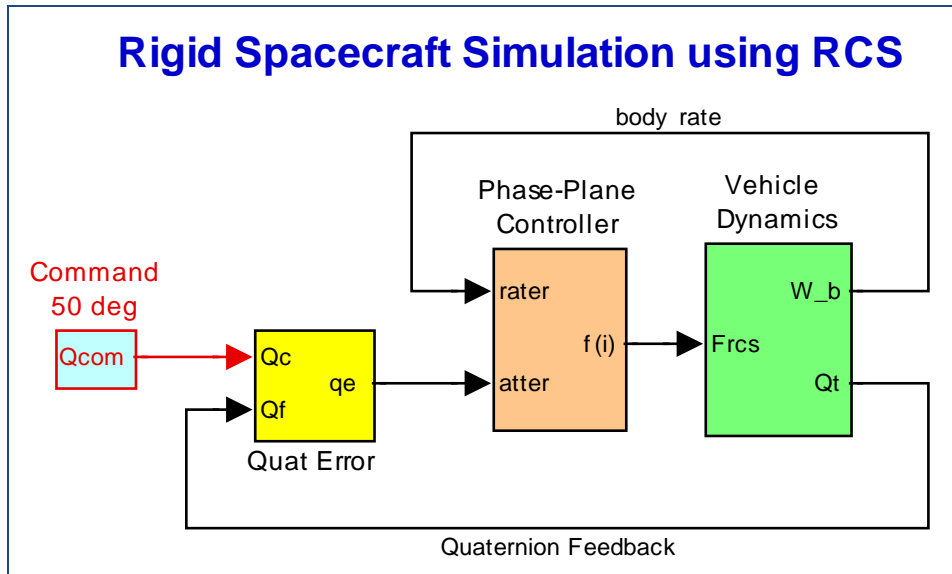 Rigid Spacecraft Simulation using RCS
body rate
Phase-Plane
Controller
Vehicle
Dynamics
Command
50 deg
Qcom
Qc
Qf
qe
Quat Error
rater
atter
f(i)
Frcs
W_b
Qt
Quaternion Feedback